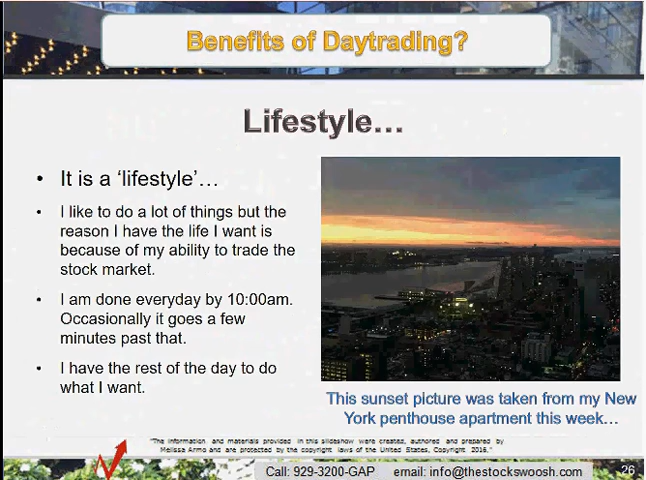 Benefits of Daytrading?
Lifestyle...
• It is a 'lifestyle'...
• I like to do a lot of things but the
reason I have the life I want is
because of my ability to trade the
stock market.
• I am done everyday by 10:00am.
Occasionally it goes a few
minutes past that.
• I have the rest of the day to do
what I want.
This sunset picture was taken from my New
York penthouse apartment this week...
"The information and materials provided in this slideshow were created, authored and prepared by
Melissa Armo and are protected by the copyright laws of the United States, Copyright 2016."
Call: 929-3200-GAP email: info@thestockswoosh.com
26